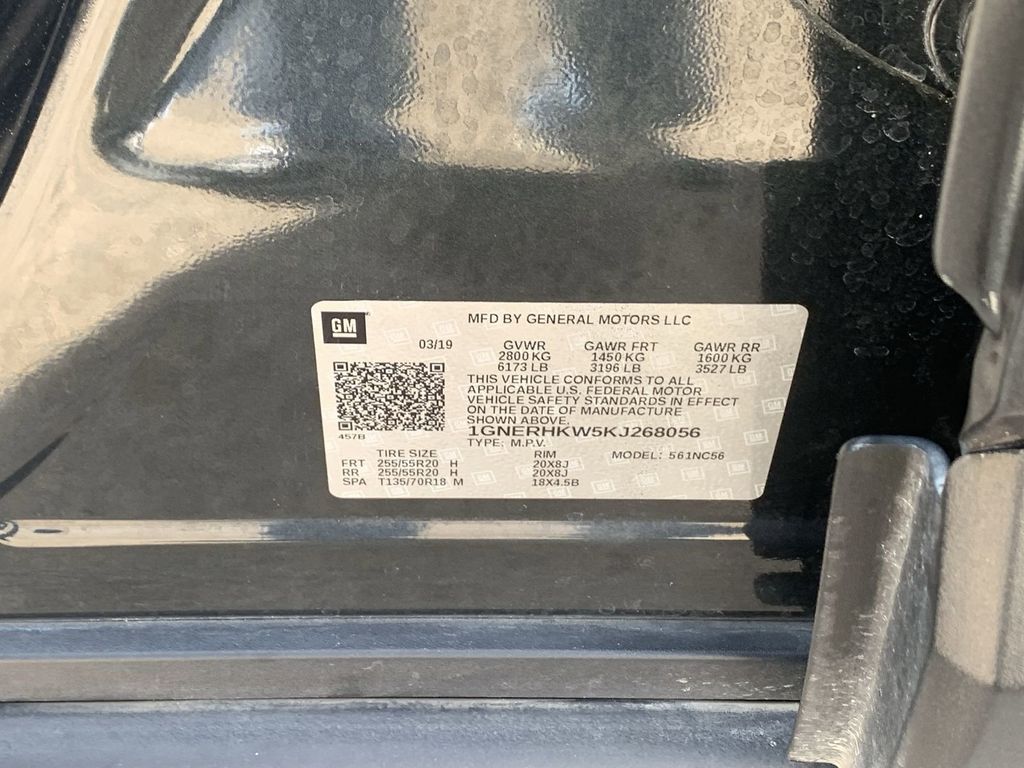 GM
MFD BY GENERAL MOTORS LLC
03/19 GVWR GAWR FRT GAWR RR
2800 KG 1450 KG 1600 KG
6173 LB 3196 LB 3527 LB
THIS VEHICLE CONFORMS TO ALL
APPLICABLE U.S. FEDERAL MOTOR
VEHICLE SAFETY STANDARDS IN EFFECT
ON THE DATE OF MANUFACTURE
SHOWN ABOVE.
457B
1GNERHKW5KJ268056
TYPE: M.P.V.
TIRE SIZE RIM MODEL: 561NC56
FRT 255/55R20 H 20X8J
RR 255/55R20 H 20X8J
SPA T135/70R18 M 18X4.5B